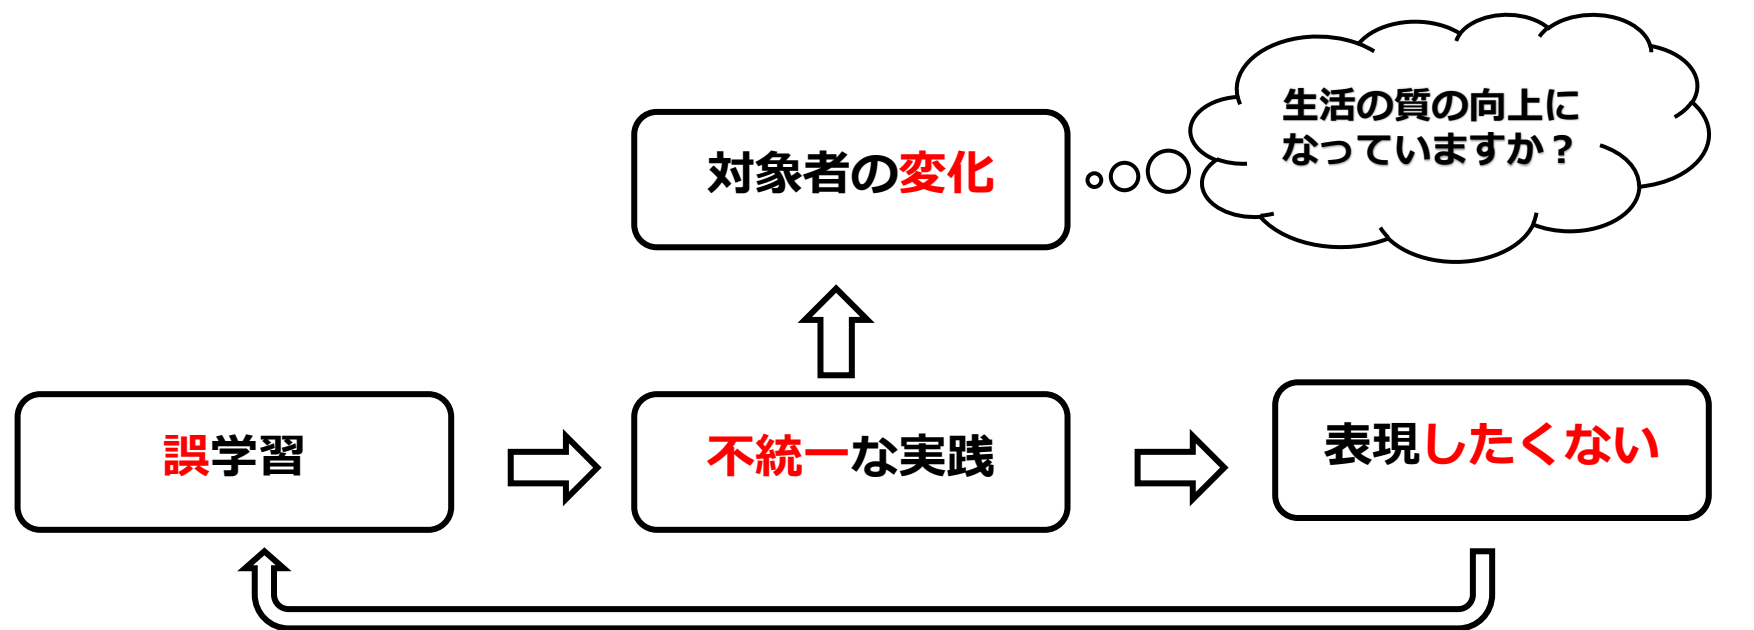 生活の質の向上に
なっていますか？
対象者の変化
誤学習
不統一な実践
表現したくない